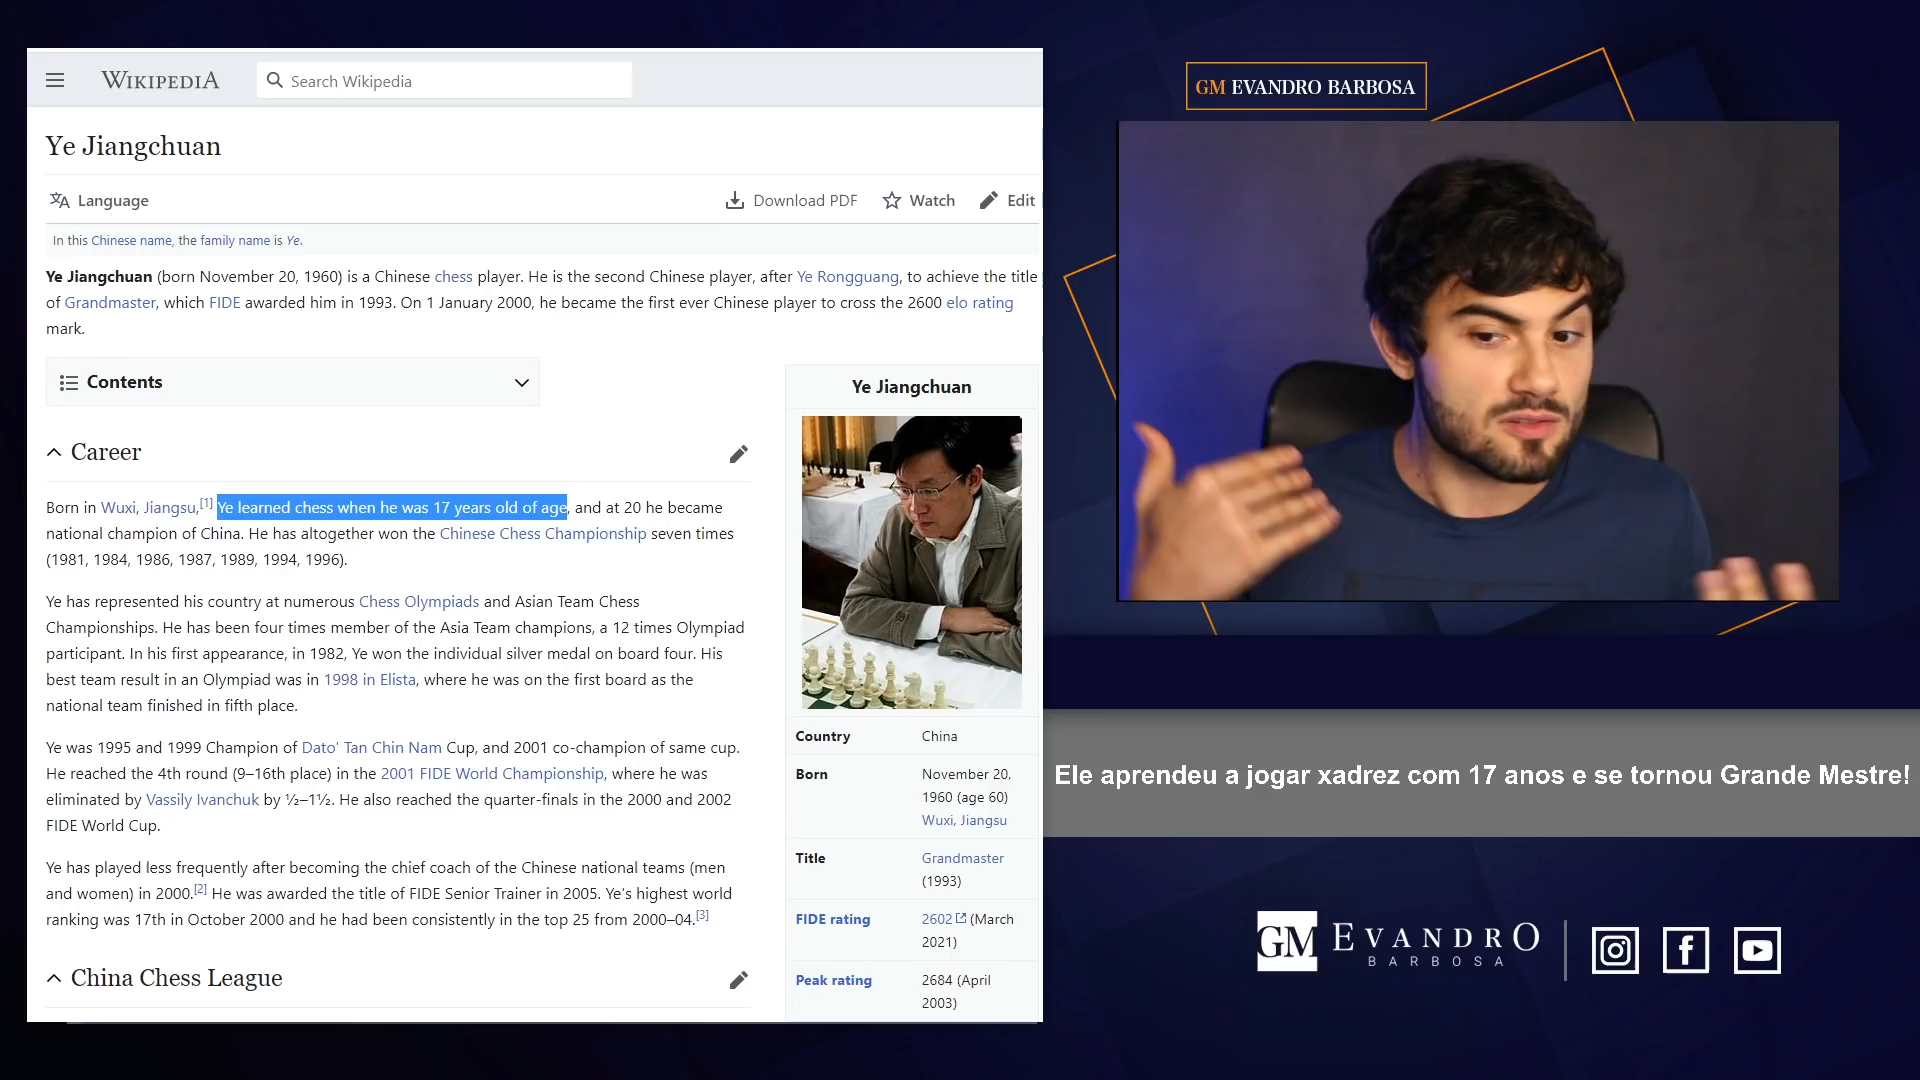 WIKIPEDIA
Search Wikipedia
Ye Jiangchuan
Language
Download PDF
Watch
Edit
In this Chinese name, the family name is Ye.
Ye Jiangchuan (born November 20, 1960) is a Chinese chess player. He is the second Chinese player, after Ye Rongguang, to achieve the title
of Grandmaster, which FIDE awarded him in 1993. On 1 January 2000, he became the first ever Chinese player to cross the 2600 elo rating
mark.
Contents
Career
Born in Wuxi, Jiangsu,[1] Ye learned chess when he was 17 years old of age, and at 20 he became
national champion of China. He has altogether won the Chinese Chess Championship seven times
(1981, 1984, 1986, 1987, 1989, 1994, 1996).
Ye has represented his country at numerous Chess Olympiads and Asian Team Chess
Championships. He has been four times member of the Asia Team champions, a 12 times Olympiad
participant. In his first appearance, in 1982, Ye won the individual silver medal on board four. His
best team result in an Olympiad was in 1998 in Elista, where he was on the first board as the
national team finished in fifth place.
Ye was 1995 and 1999 Champion of Dato' Tan Chin Nam Cup, and 2001 co-champion of same cup.
He reached the 4th round (9–16th place) in the 2001 FIDE World Championship, where he was
eliminated by Vassily Ivanchuk by ½–1½. He also reached the quarter-finals in the 2000 and 2002
FIDE World Cup.
Ye has played less frequently after becoming the chief coach of the Chinese national teams (men
and women) in 2000.[2] He was awarded the title of FIDE Senior Trainer in 2005. Ye's highest world
ranking was 17th in October 2000 and he had been consistently in the top 25 from 2000–04.[3]
China Chess League
Ye Jiangchuan
Country China
Born November 20,
1960 (age 60)
Wuxi, Jiangsu
Title Grandmaster
(1993)
FIDE rating 2602 (March
2021)
Peak rating 2684 (April
2003)
GM EVANDRO BARBOSA
Ele aprendeu a jogar xadrez com 17 anos e se tornou Grande Mestre!
GM EVANDRO
BARBOSA